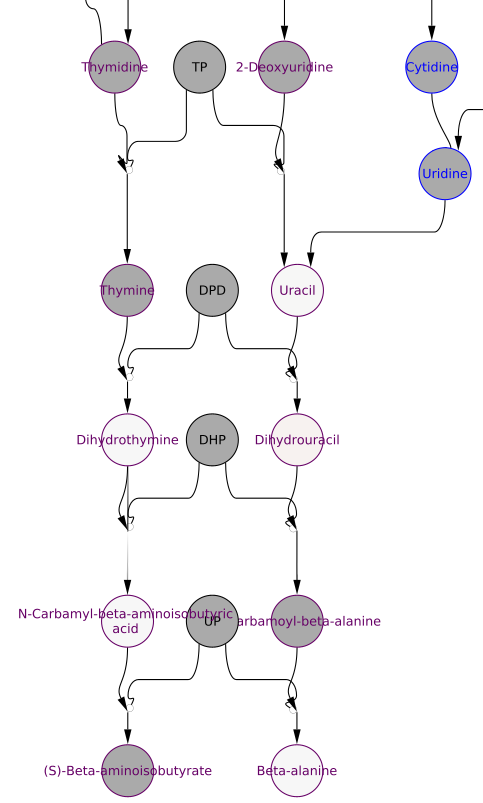 Thymidine
TP
2-Deoxyuridine
Cytidine
Uridine
Thymine
DPD
Uracil
Dihydrothymine
DHP
Dihydrouracil
N-Carbamyl-beta-aminoisobutyric
acid
UP
arbamoyl-beta-alanine
(S)-Beta-aminoisobutyrate
Beta-alanine